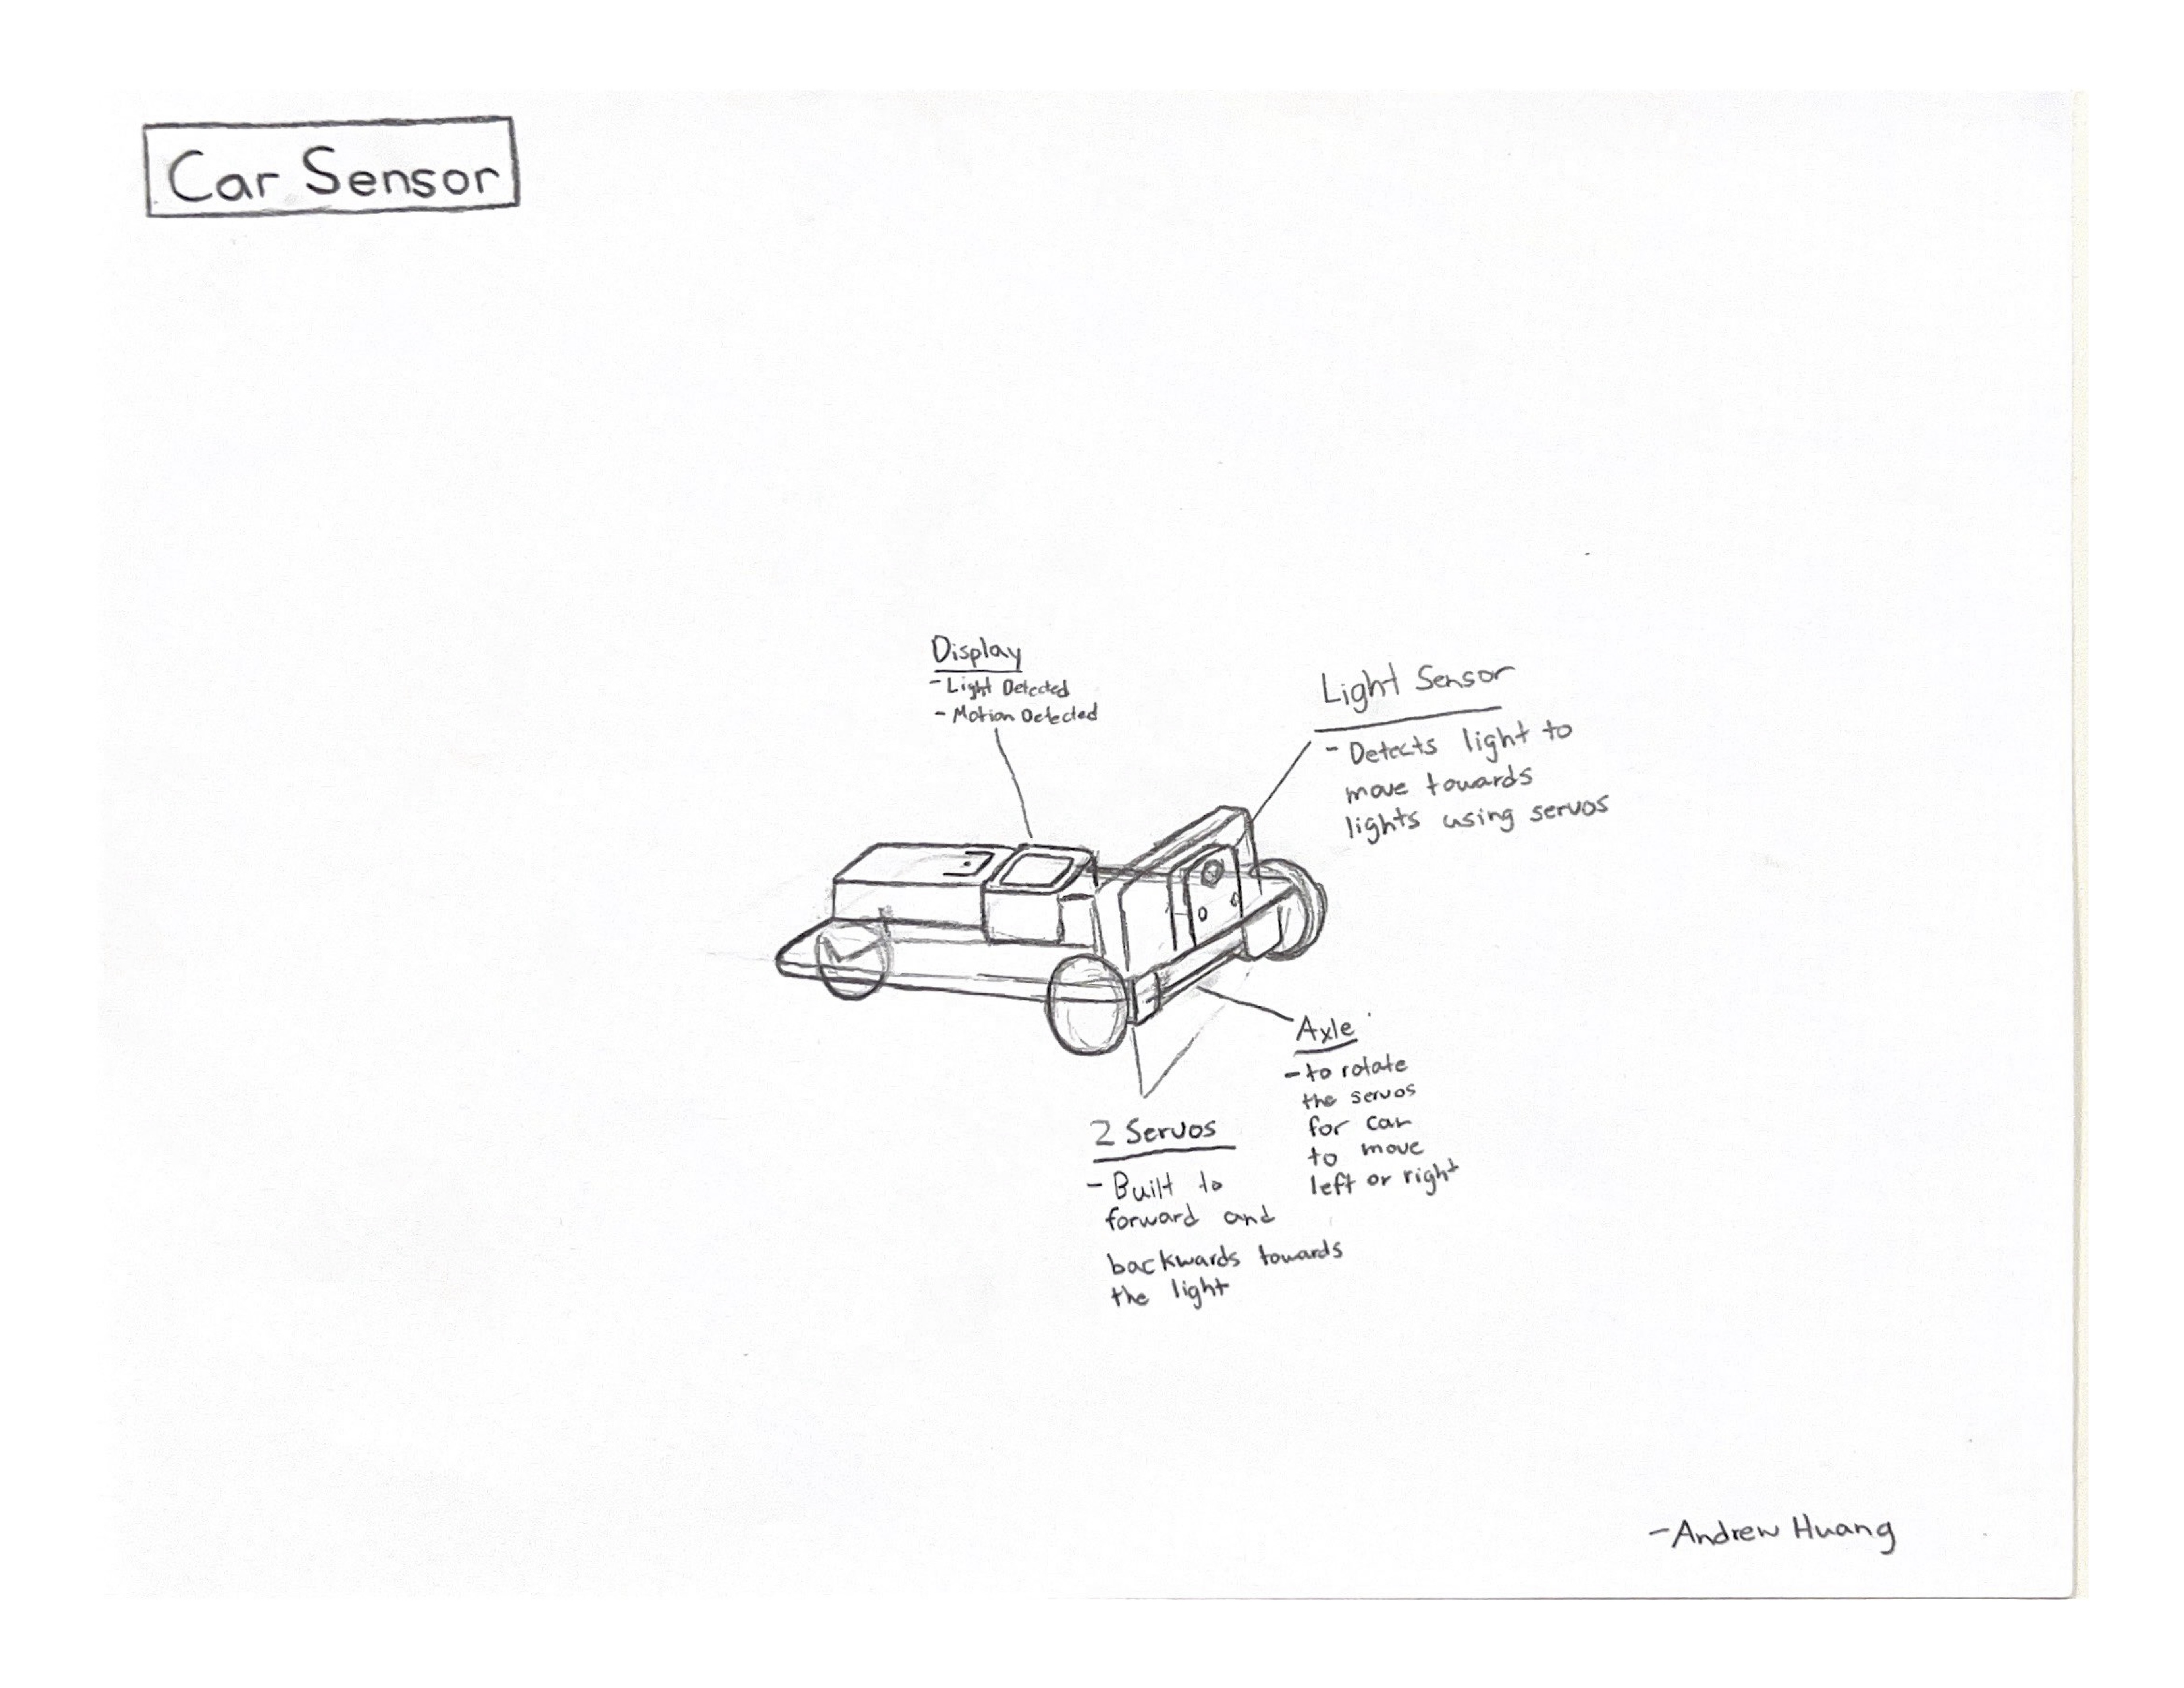 Car Sensor
Display
- Light Detected
- Motion Detected
Light Sensor
- Detects light to
move towards
lights using servos
Axle
- to rotate
the servos
for car
to move
left or right
2 Servos
- Built to
forward and
backwards towards
the light
- Andrew Huang